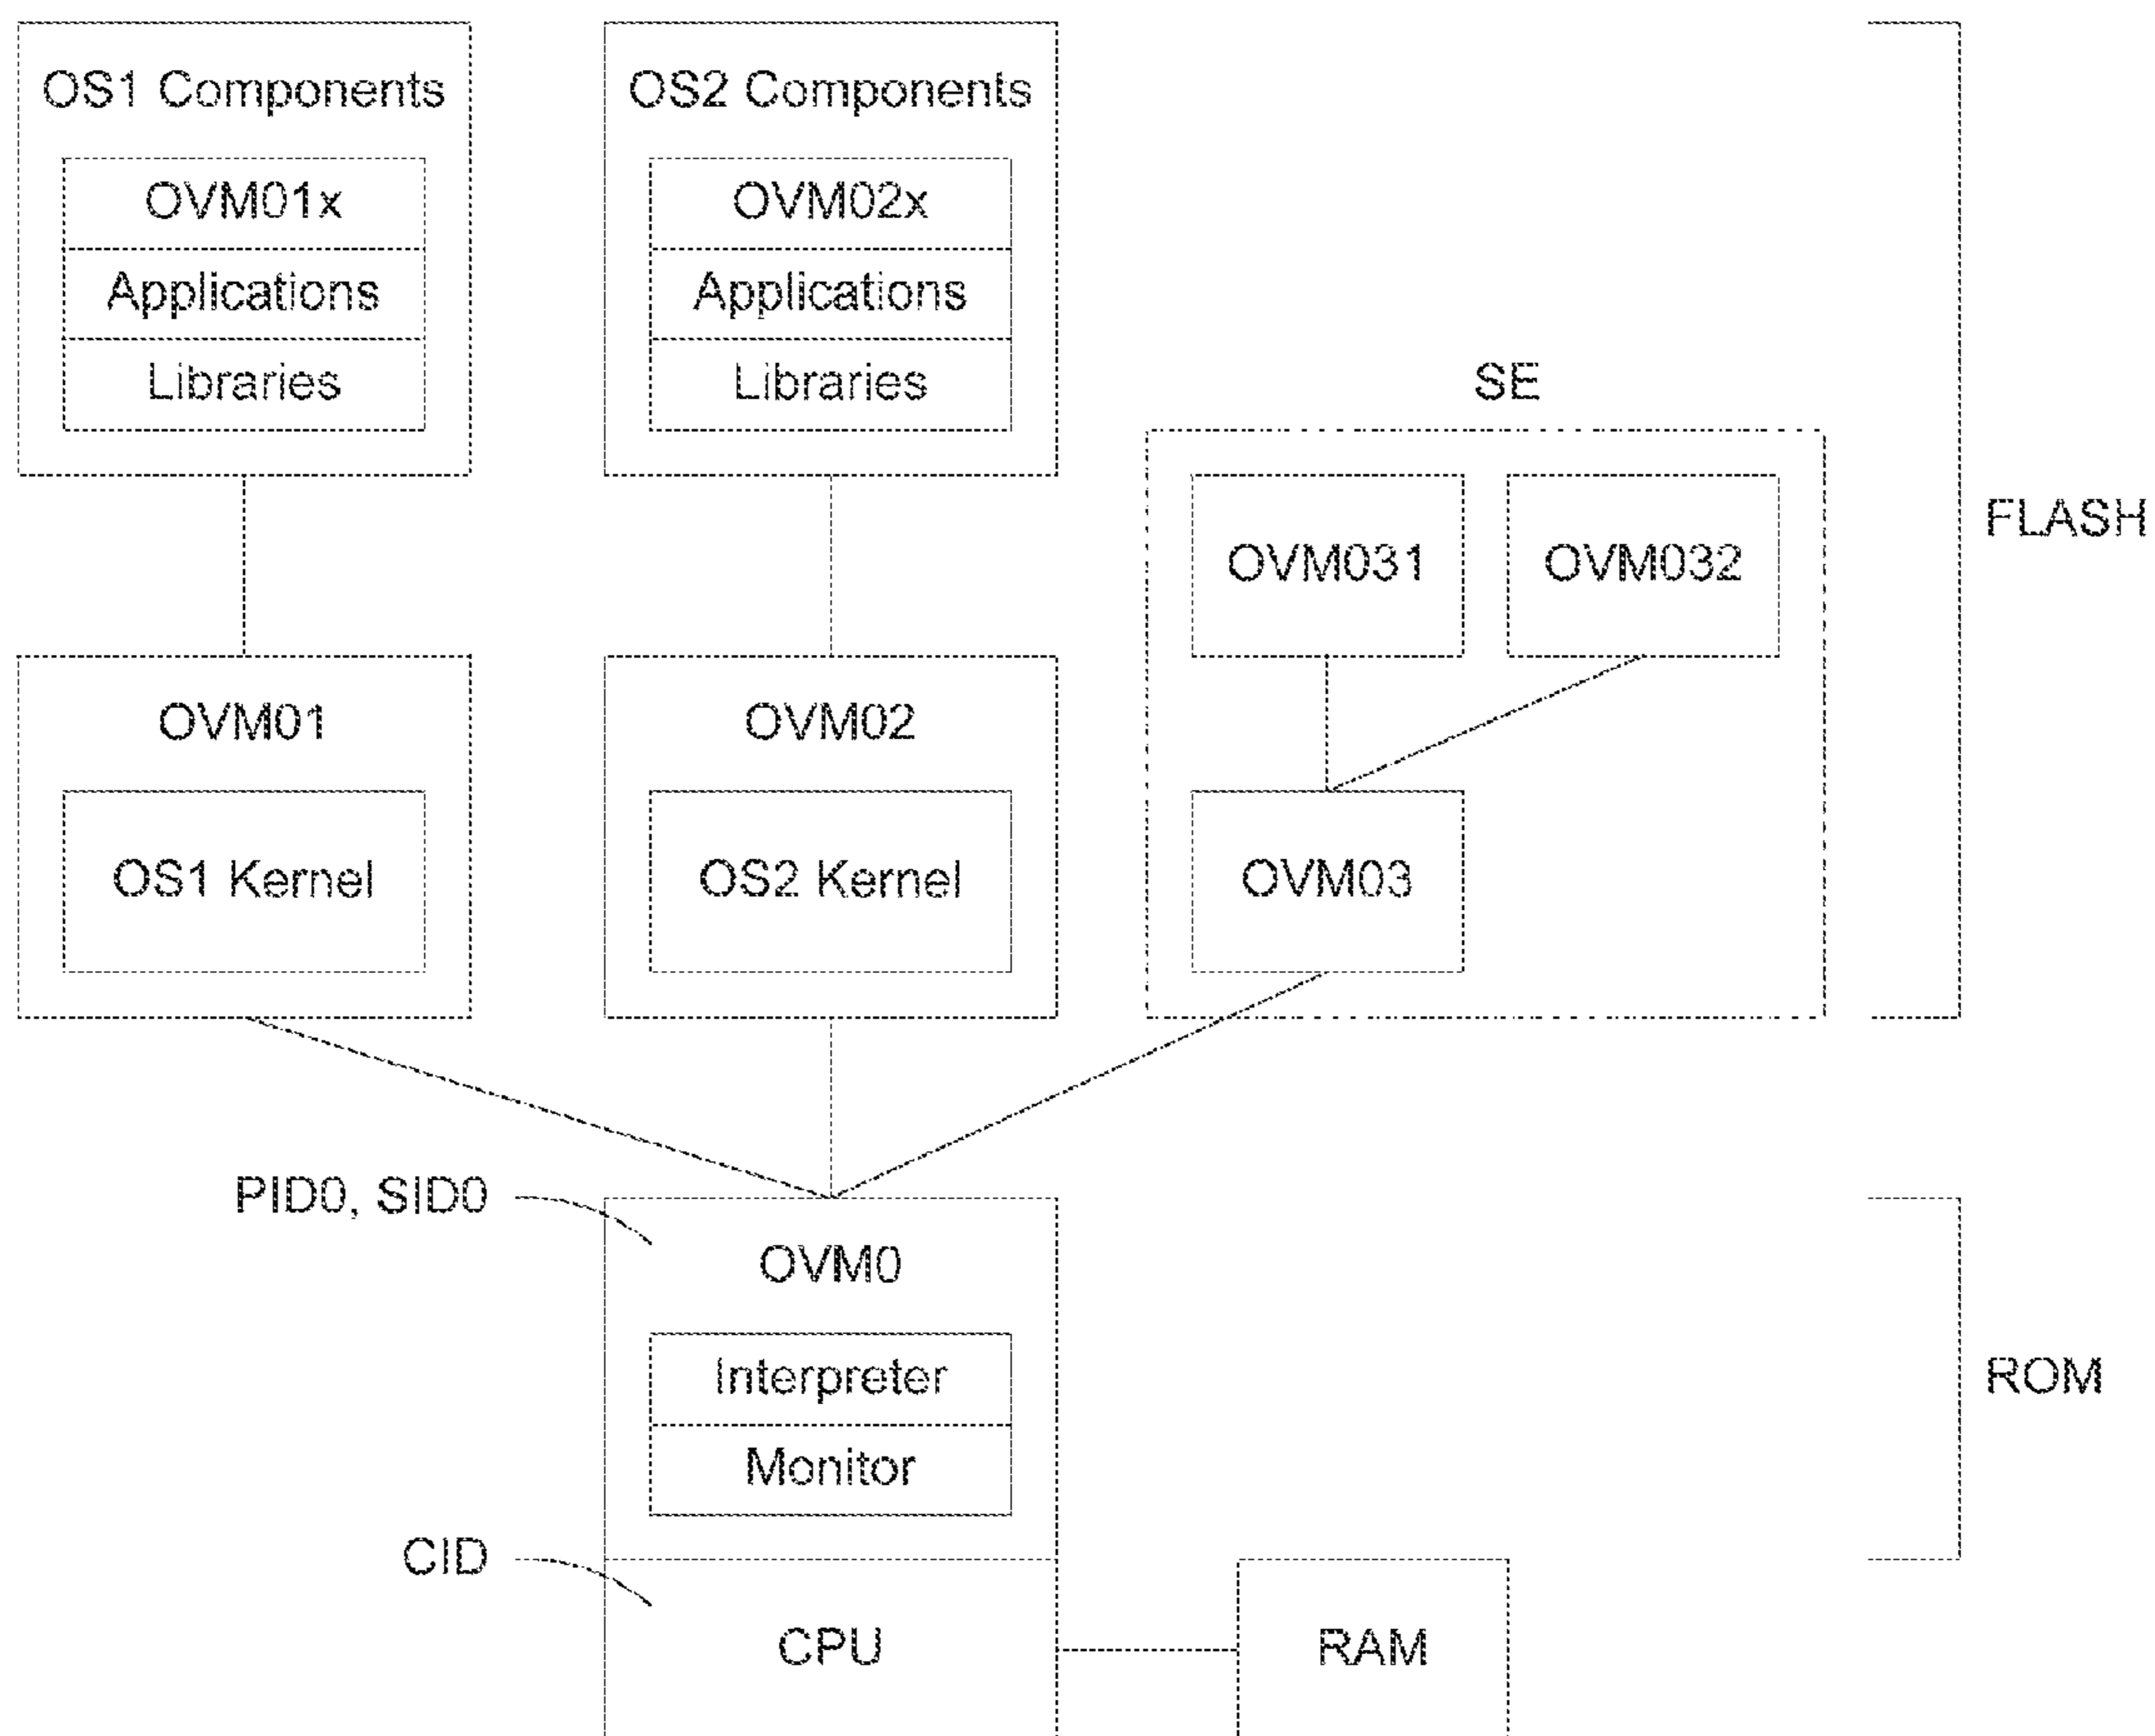 OS1 Components
OVM01x
Applications
Libraries
OS2 Components
OVM02x
Applications
Libraries
SE
OVM031
OVM032
FLASH
OVM01
OS1 Kernel
OVM02
OS2 Kernel
OVM03
PID0, SID0
OVM0
Interpreter
Monitor
ROM
CID
CPU
RAM